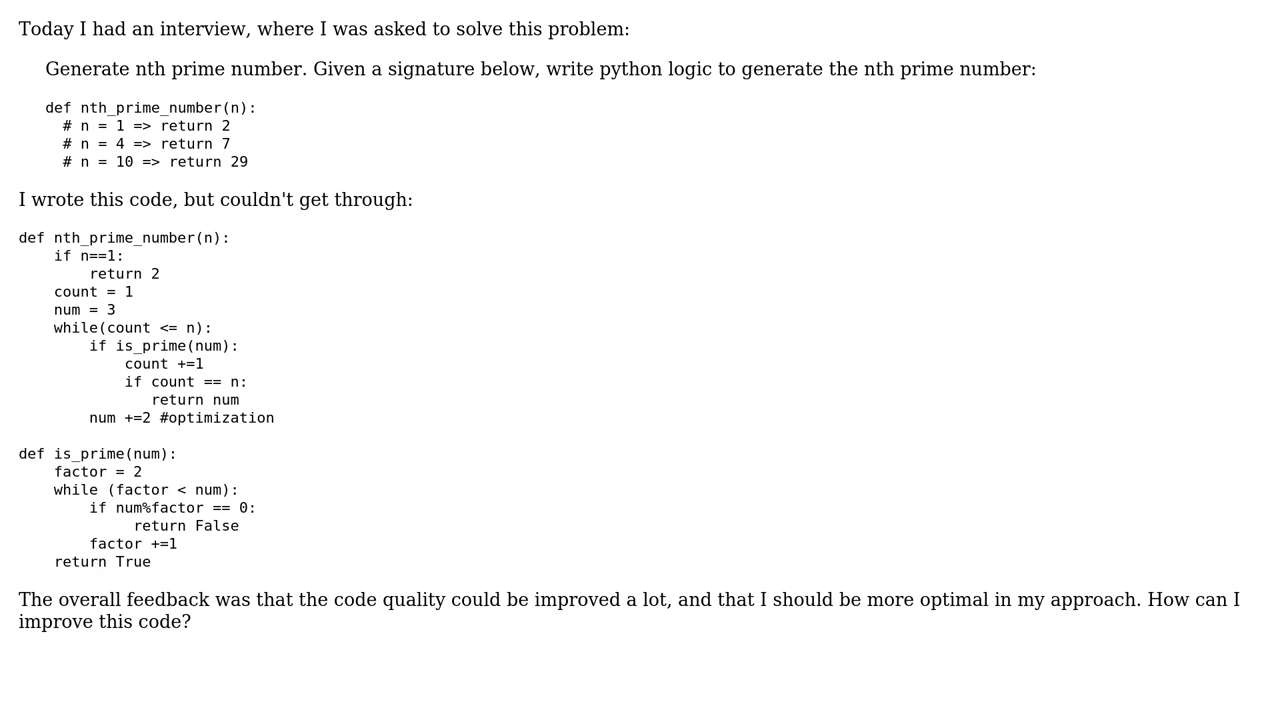 Today I had an interview, where I was asked to solve this problem:
Generate nth prime number. Given a signature below, write python logic to generate the nth prime number:
def nth_prime_number(n):
  # n = 1 => return 2
  # n = 4 => return 7
  # n = 10 => return 29
I wrote this code, but couldn't get through:
def nth_prime_number(n):
    if n==1:
        return 2
    count = 1
    num = 3
    while(count <= n):
        if is_prime(num):
            count +=1
            if count == n:
               return num
        num +=2 #optimization
def is_prime(num):
    factor = 2
    while (factor < num):
        if num%factor == 0:
             return False
        factor +=1
    return True
The overall feedback was that the code quality could be improved a lot, and that I should be more optimal in my approach. How can I
improve this code?